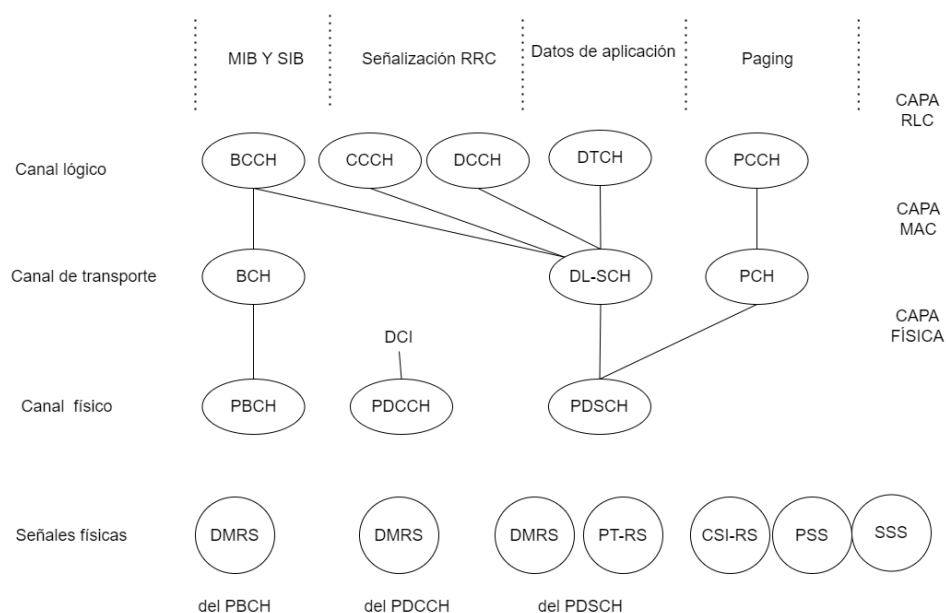 MIB Y SIB
Señalización RRC
Datos de aplicación
Paging
CAPA
RLC
Canal lógico
BCCH
CCCH
DCCH
DTCH
PCCH
CAPA
MAC
Canal de transporte
BCH
DL-SCH
PCH
CAPA
FÍSICA
DCI
Canal físico
PBCH
PDCCH
PDSCH
Señales físicas
DMRS
DMRS
DMRS
PT-RS
CSI-RS
PSS
SSS
del PBCH
del PDCCH
del PDSCH